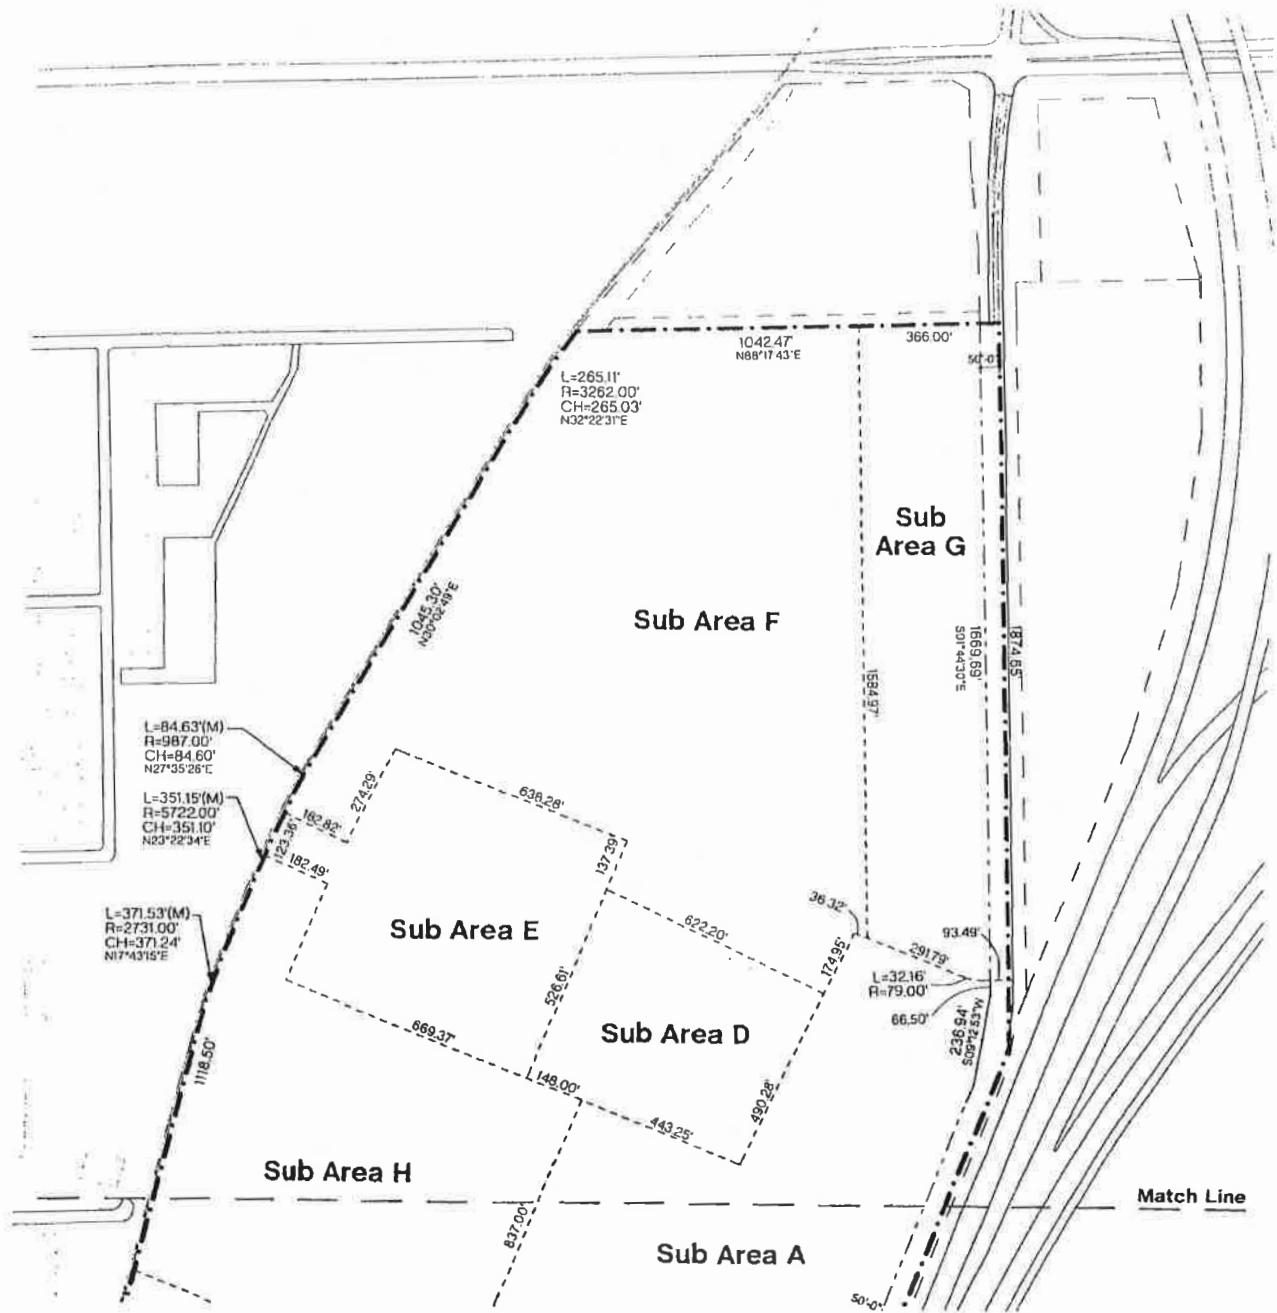 1042.47'
N88°17'43"E
366.00'
50'-0"
L=265.11'
R=3262.00'
CH=265.03'
N32°22'31"E
Sub
Area G
Sub Area F
1045.30'
N30°02'49"E
1584.97'
1669.69'
S01°44'30"E
1874.65'
L=84.63'(M)
R=987.00'
CH=84.60'
N27°35'26"E
L=351.15'(M)
R=5722.00'
CH=351.10'
N23°22'34"E
182.82'
274.29'
638.28'
1123.36'
182.49'
137.39'
L=371.53'(M)
R=2731.00'
CH=371.24'
N17°43'15"E
Sub Area E
622.20'
36.32'
174.95'
291.79'
93.49'
L=32.16'
R=79.00'
66.50'
526.61'
Sub Area D
236.94'
S09°12'53"W
669.37'
1118.50'
148.00'
443.25'
490.28'
Sub Area H
Match Line
837.00'
Sub Area A
50'-0"